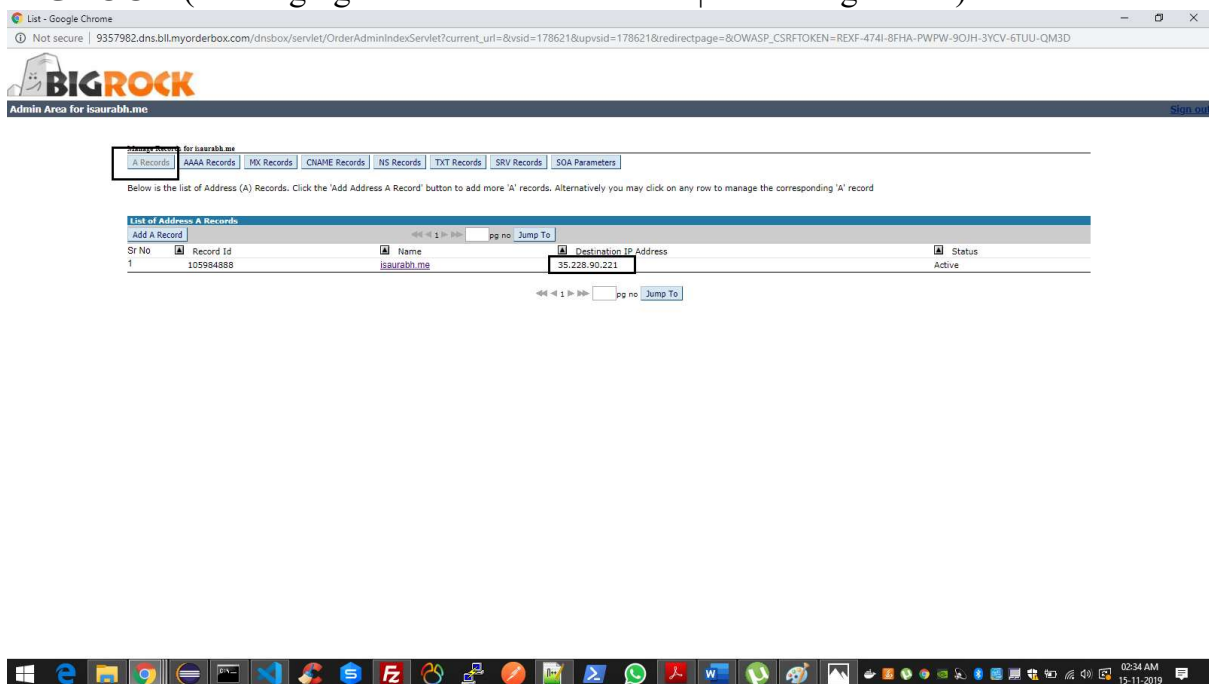 List - Google Chrome
Not secure | 9357982.dns.bll.myorderbox.com/dnsbox/servlet/OrderAdminIndexServlet?current_url=&vsid=178621&upvsid=178621&redirectpage=&OWASP_CSRFTOKEN=REXF-474I-8FHA-PWPW-9OJH-3YCV-6TUU-QM3D
BIGROCK
Admin Area for isaurabh.me Sign out
Manage Records for isaurabh.me
A Records AAAA Records MX Records CNAME Records NS Records TXT Records SRV Records SOA Parameters
Below is the list of Address (A) Records. Click the 'Add Address A Record' button to add more 'A' records. Alternatively you may click on any row to manage the corresponding 'A' record
List of Address A Records
Add A Record 1 pg no Jump To
Sr No Record Id Name Destination IP Address Status
1 105984888 isaurabh.me 35.228.90.221 Active
1 pg no Jump To
02:34 AM
15-11-2019